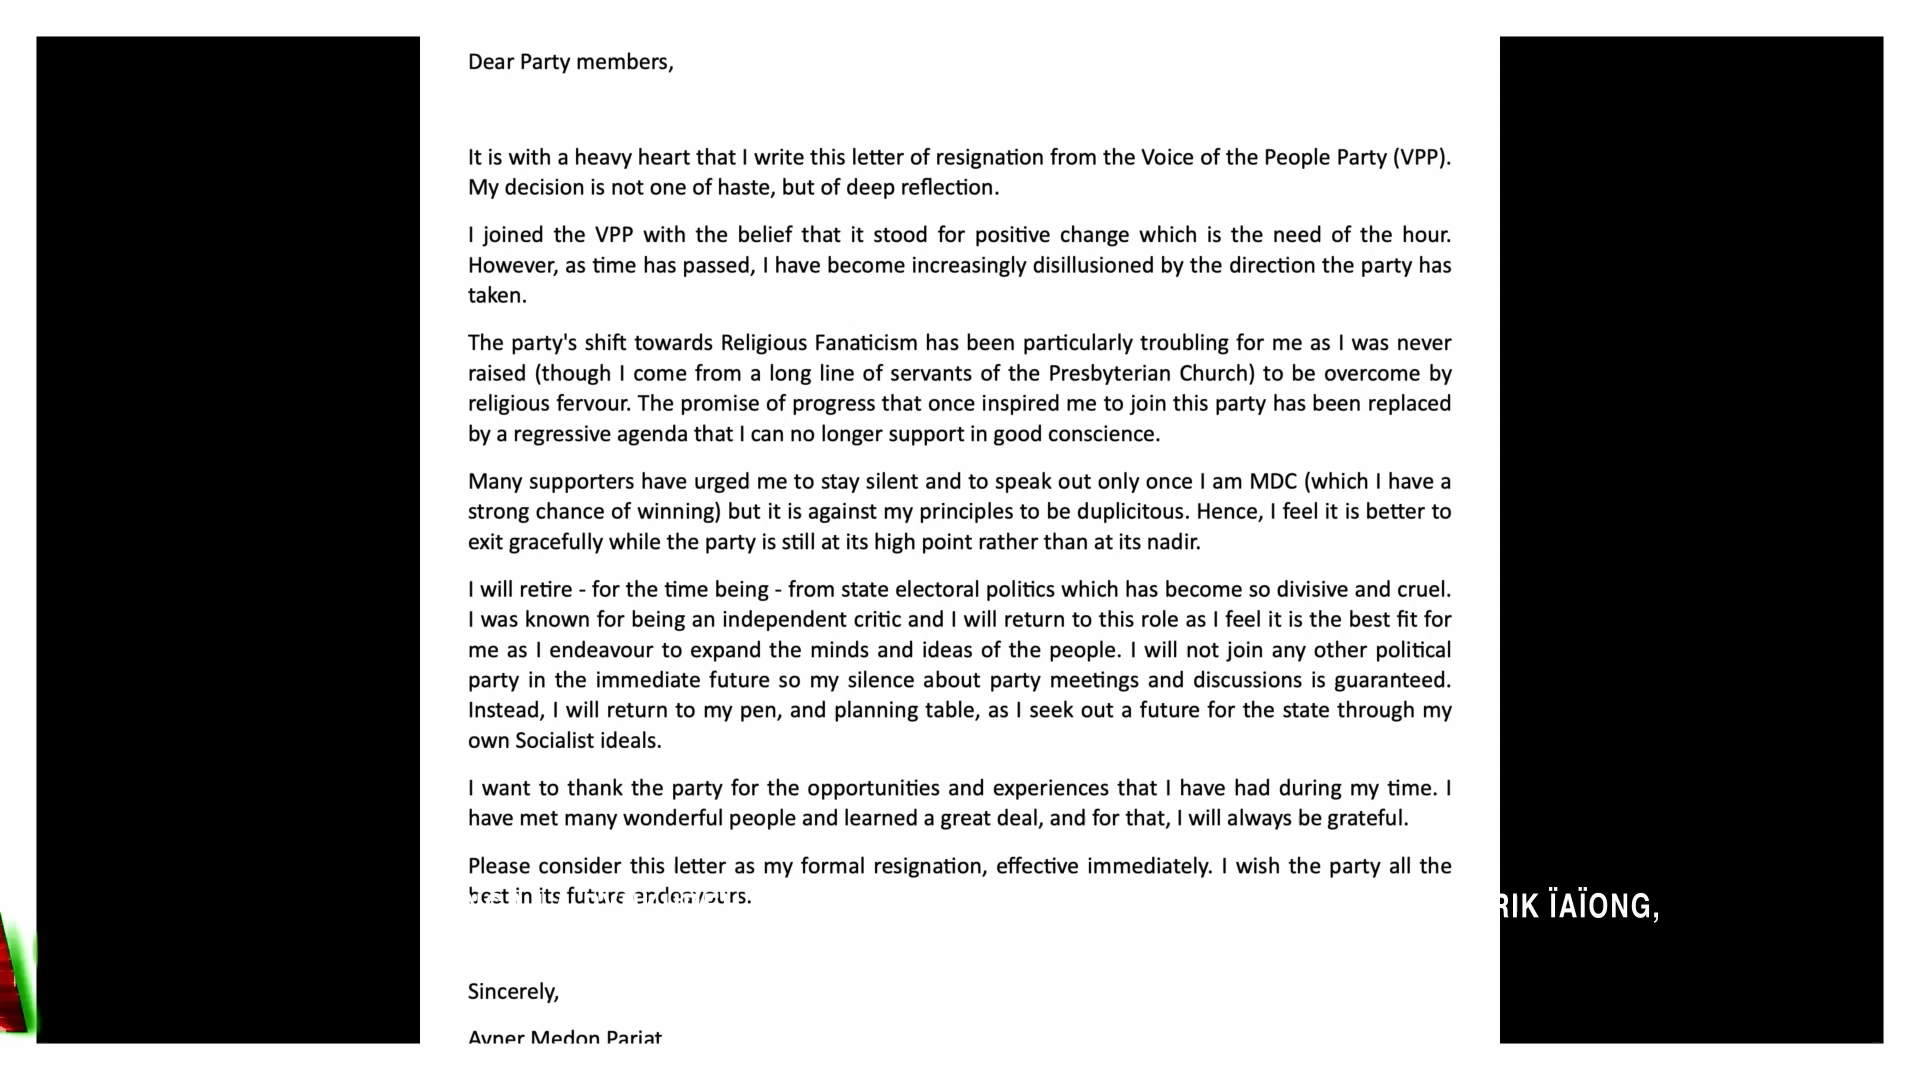 Dear Party members,
It is with a heavy heart that I write this letter of resignation from the Voice of the People Party (VPP).
My decision is not one of haste, but of deep reflection.
I joined the VPP with the belief that it stood for positive change which is the need of the hour.
However, as time has passed, I have become increasingly disillusioned by the direction the party has
taken.
The party's shift towards Religious Fanaticism has been particularly troubling for me as I was never
raised (though I come from a long line of servants of the Presbyterian Church) to be overcome by
religious fervour. The promise of progress that once inspired me to join this party has been replaced
by a regressive agenda that I can no longer support in good conscience.
Many supporters have urged me to stay silent and to speak out only once I am MDC (which I have a
strong chance of winning) but it is against my principles to be duplicitous. Hence, I feel it is better to
exit gracefully while the party is still at its high point rather than at its nadir.
I will retire - for the time being - from state electoral politics which has become so divisive and cruel.
I was known for being an independent critic and I will return to this role as I feel it is the best fit for
me as I endeavour to expand the minds and ideas of the people. I will not join any other political
party in the immediate future so my silence about party meetings and discussions is guaranteed.
Instead, I will return to my pen, and planning table, as I seek out a future for the state through my
own Socialist ideals.
I want to thank the party for the opportunities and experiences that I have had during my time. I
have met many wonderful people and learned a great deal, and for that, I will always be grateful.
Please consider this letter as my formal resignation, effective immediately. I wish the party all the
best in its future endeavours.
RIK ÏAÏONG,
Sincerely,
Avner Medon Pariat